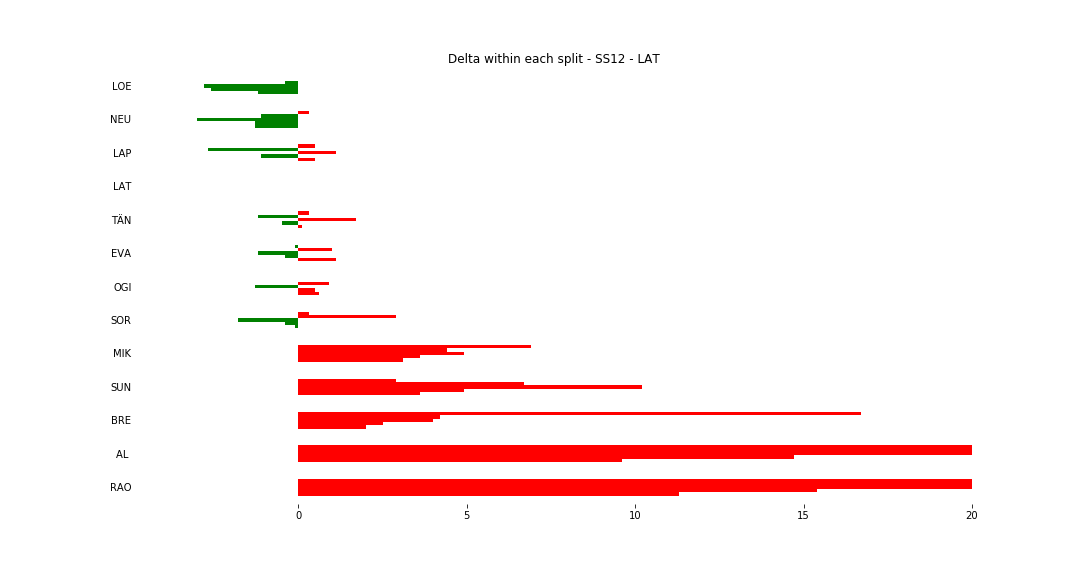 Delta within each split - SS12 - LAT
LOE
NEU
LAP
LAT
TÄN
EVA
OGI
SOR
MIK
SUN
BRE
AL
RAO
0 5 10 15 20